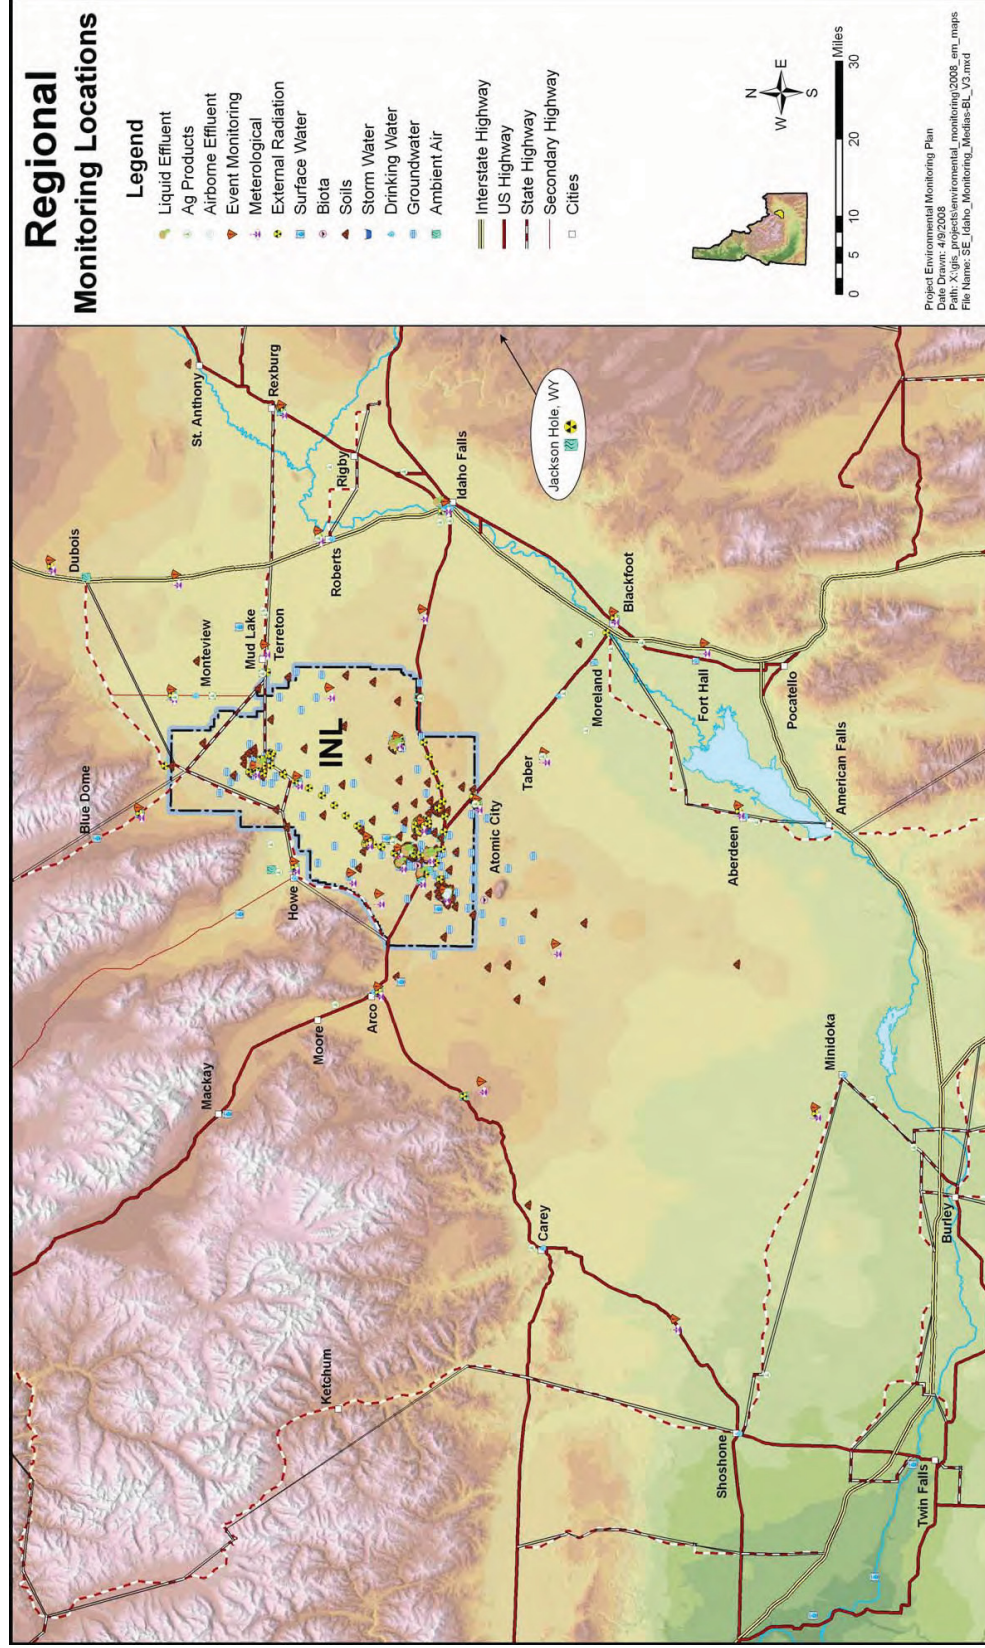 Regional
Monitoring Locations
Legend
Liquid Effluent
Ag Products
Airborne Effluent
Event Monitoring
Meterological
External Radiation
Surface Water
Biota
Soils
Storm Water
Drinking Water
Groundwater
Ambient Air
Interstate Highway
US Highway
State Highway
Secondary Highway
Cities
N
W
E
S
0
5
10
20
30
Miles
Project Environmental Monitoring Plan
Date Drawn: 4/9/2008
Path: X:\gis_projects\enviromental_monitoring\2008_em_maps
File Name: SE_Idaho_Monitoring_Medias-BL_V3.mxd
St. Anthony
Rexburg
Rigby
Dubois
Roberts
Idaho Falls
Jackson Hole, WY
Monteview
Mud Lake
Terreton
Blackfoot
Blue Dome
INL
Moreland
Fort Hall
Pocatello
Howe
Taber
Atomic City
Aberdeen
American Falls
Mackay
Moore
Arco
Minidoka
Carey
Burley
Ketchum
Shoshone
Twin Falls